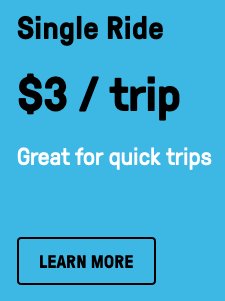 Single Ride
$3 / trip
Great for quick trips
LEARN MORE